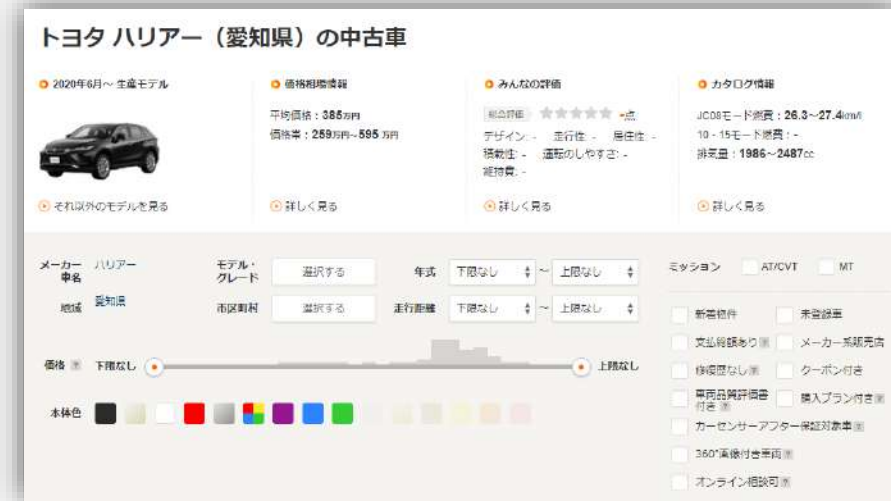 トヨタ ハリアー（愛知県）の中古車
2020年6月～ 生産モデル
それ以外のモデルを見る
価格相場情報
平均価格：385万円
価格帯：259万円～595 万円
詳しく見る
みんなの評価
総合評価 ★★★★★ -点
デザイン：- 走行性：- 居住性：-
積載性：- 運転のしやすさ：-
維持費：-
詳しく見る
カタログ情報
JC08モード燃費：26.3～27.4km/l
10・15モード燃費：-
排気量：1986～2487cc
詳しく見る
メーカー
車名
ハリアー
モデル・
グレード
選択する
年式 下限なし ～ 上限なし
地域 愛知県
市区町村 選択する
走行距離 下限なし ～ 上限なし
価格 ? 下限なし 上限なし
本体色
ミッション AT/CVT MT
新着物件 未登録車
支払総額あり ? メーカー系販売店
修復歴なし ? クーポン付き
車両品質評価書
付き ?
購入プラン付き ?
カーセンサーアフター保証対象車 ?
360°画像付き車両 ?
オンライン相談可 ?